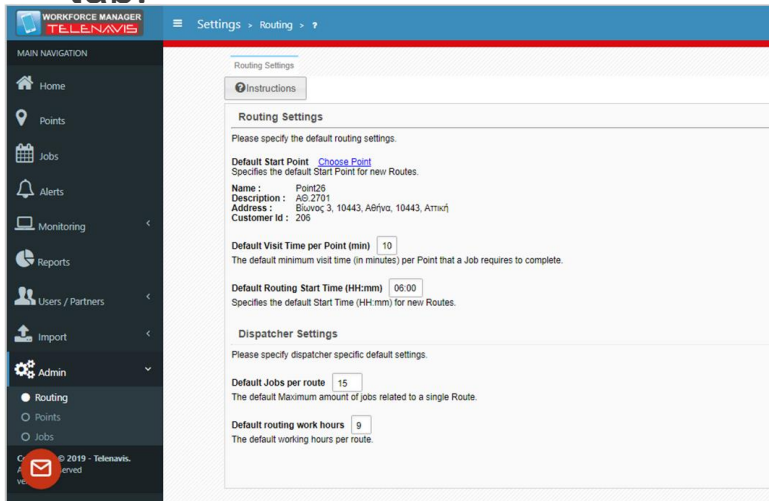 tab.
WORKFORCE MANAGER
TELENAVIS
Settings > Routing > ?
MAIN NAVIGATION
Home
Points
Jobs
Alerts
Monitoring
Reports
Users / Partners
Import
Admin
Routing
Points
Jobs
© 2019 - Telenavis.
Routing Settings
Instructions
Routing Settings
Please specify the default routing settings.
Default Start Point Choose Point
Specifies the default Start Point for new Routes.
Name : Point26
Description : ΑΘ.2701
Address : Βίωνος 3, 10443, Αθήνα, 10443, Αττική
Customer Id : 206
Default Visit Time per Point (min) 10
The default minimum visit time (in minutes) per Point that a Job requires to complete.
Default Routing Start Time (HH:mm) 06:00
Specifies the default Start Time (HH:mm) for new Routes.
Dispatcher Settings
Please specify dispatcher specific default settings.
Default Jobs per route 15
The default Maximum amount of jobs related to a single Route.
Default routing work hours 9
The default working hours per route.